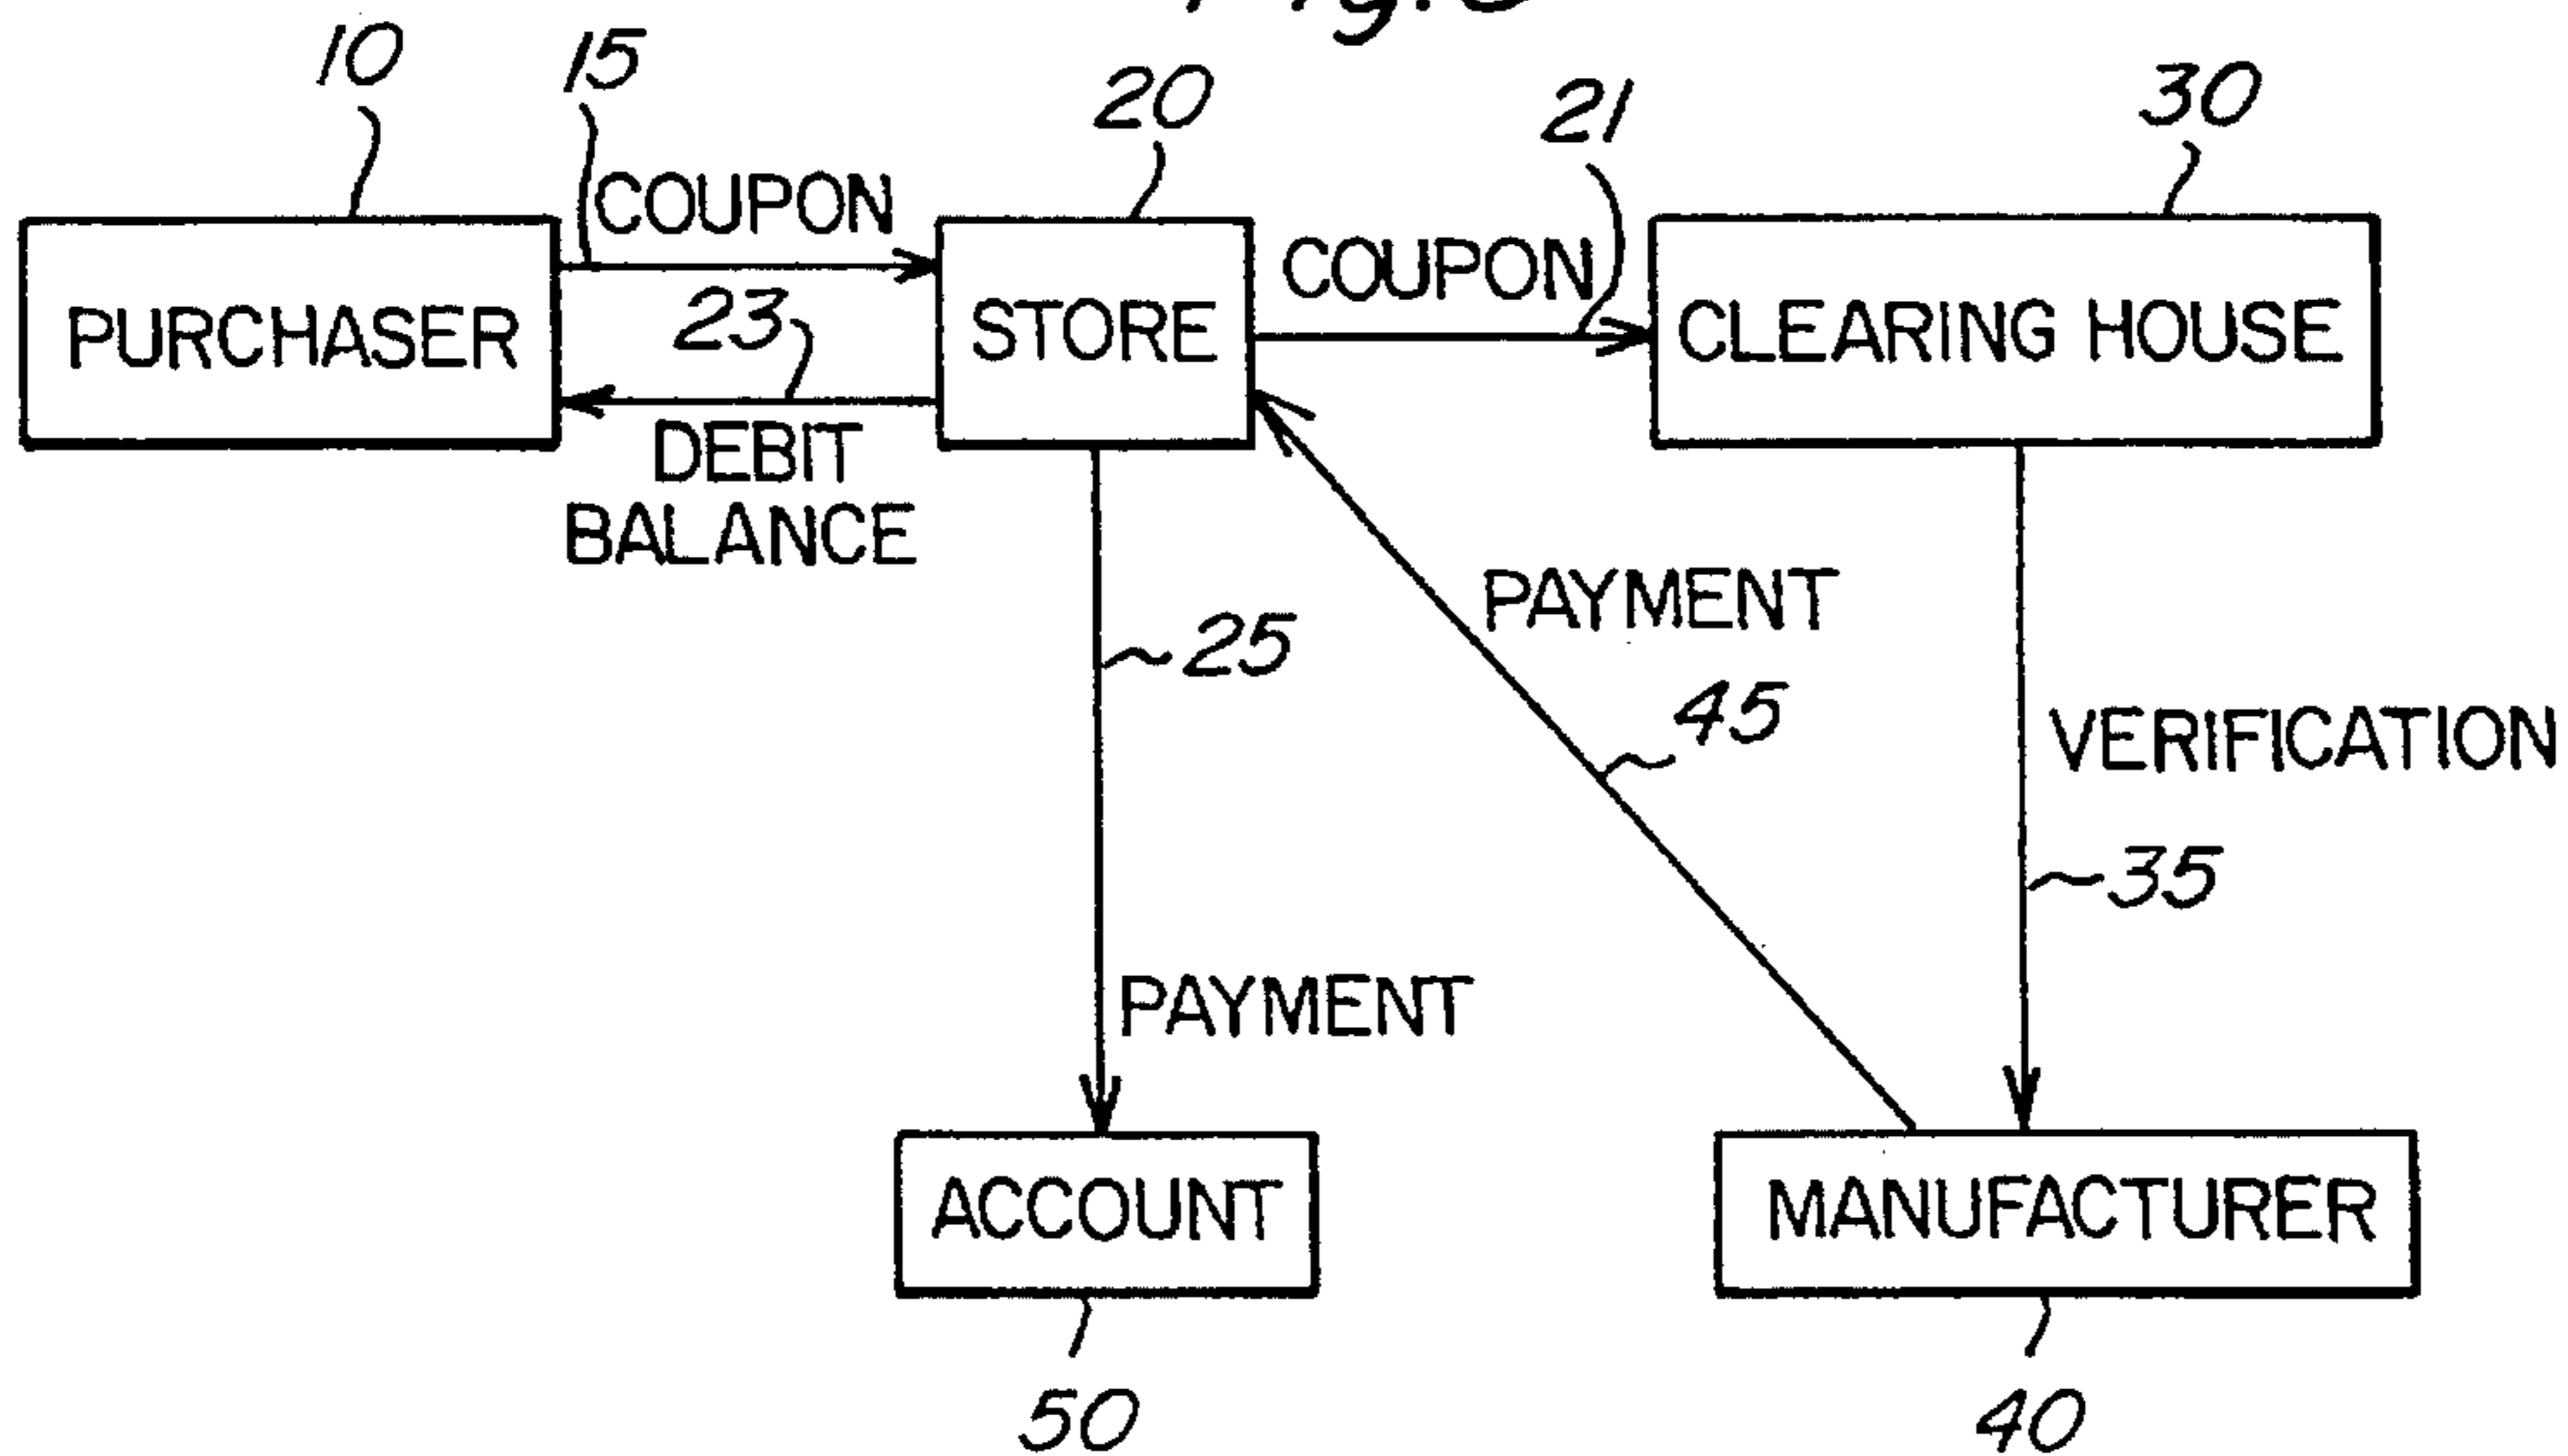 10
15
20
21
30
COUPON
COUPON
PURCHASER
23
STORE
CLEARING HOUSE
DEBIT
BALANCE
PAYMENT
25
45
VERIFICATION
35
PAYMENT
ACCOUNT
MANUFACTURER
50
40